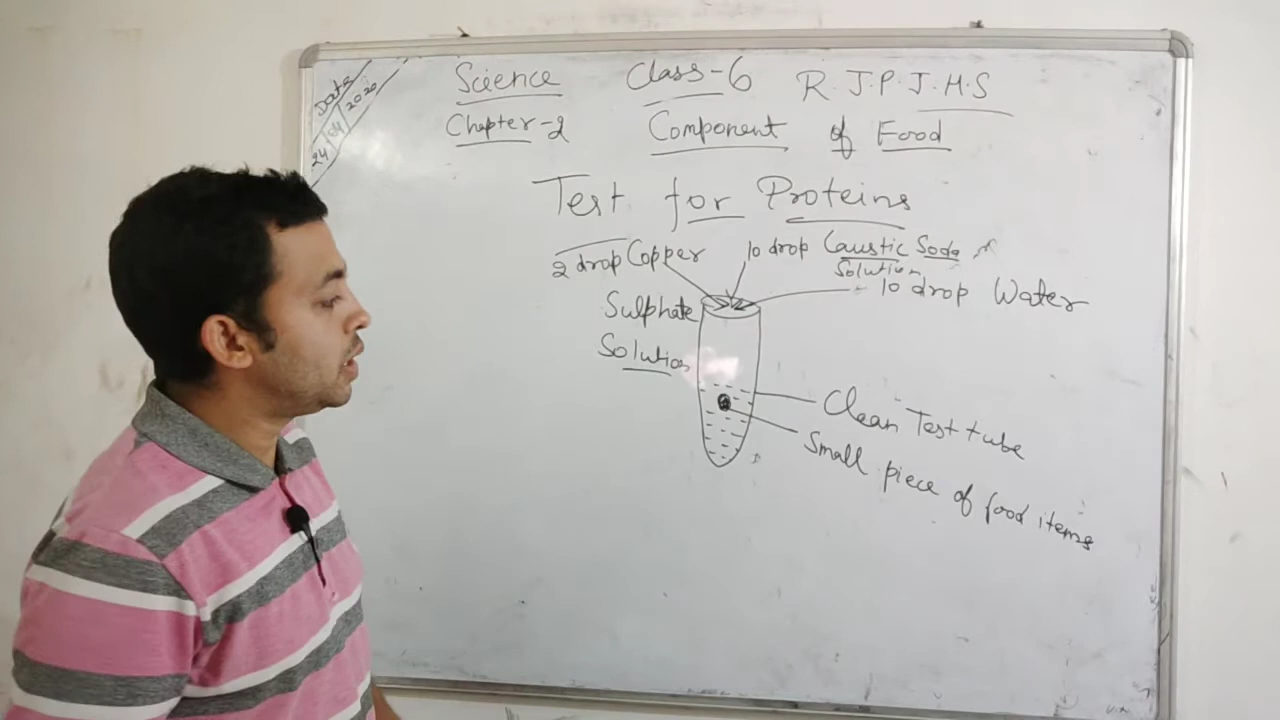 Date
24/04/2020
Science Class-6 R.J.P.J.H.S
Chapter-2 Component of Food
Test for Proteins
2 drop Copper
Sulphate
Solution
10 drop Caustic Soda
Solution
10 drop Water
Clean Test tube
Small piece of food items